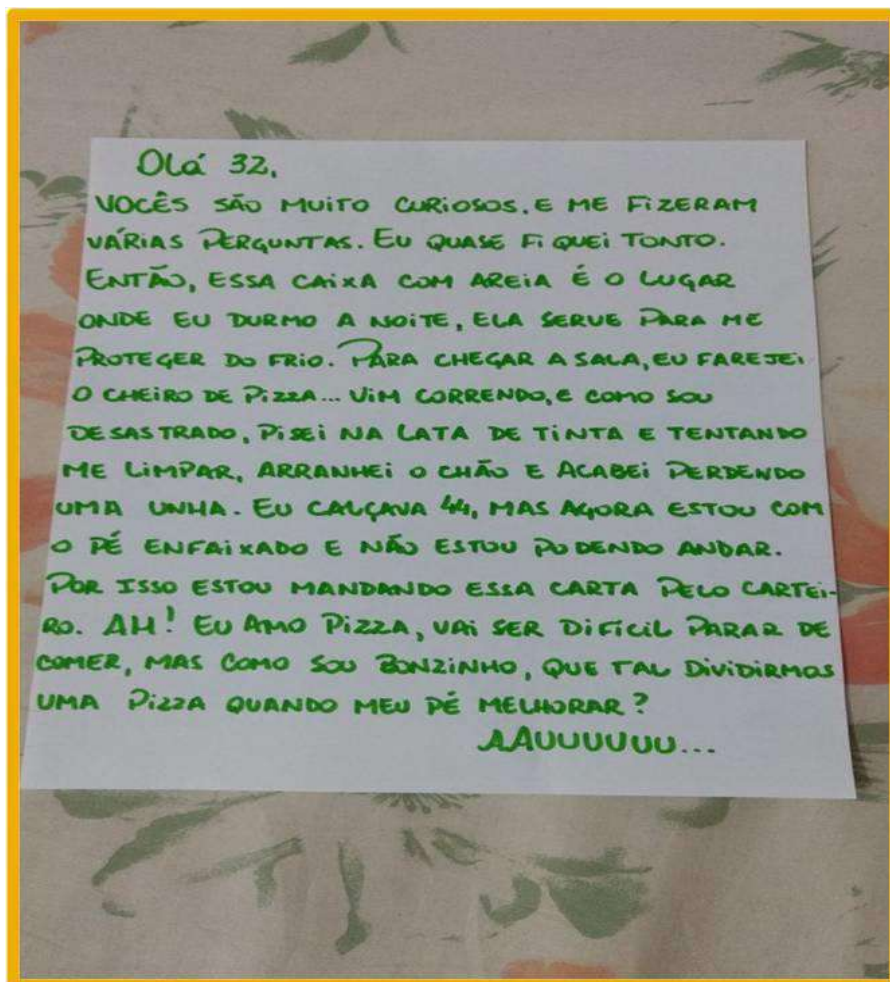 Olá 32,
VOCÊS SÃO MUITO CURIOSOS, E ME FIZERAM
VÁRIAS PERGUNTAS. EU QUASE FIQUEI TONTO.
ENTÃO, ESSA CAIXA COM AREIA É O LUGAR
ONDE EU DURMO A NOITE, ELA SERVE PARA ME
PROTEGER DO FRIO. PARA CHEGAR A SALA, EU FAREJEI
O CHEIRO DE PIZZA... VIM CORRENDO, E COMO SOU
DESASTRADO, PISEI NA LATA DE TINTA E TENTANDO
ME LIMPAR, ARRANHEI O CHÃO E ACABEI PERDENDO
UMA UNHA. EU CALÇAVA 44, MAS AGORA ESTOU COM
O PÉ ENFAIXADO E NÃO ESTOU PODENDO ANDAR.
POR ISSO ESTOU MANDANDO ESSA CARTA PELO CARTEI-
RO. AH! EU AMO PIZZA, VAI SER DIFÍCIL PARAR DE
COMER, MAS COMO SOU BONZINHO, QUE TAL DIVIDIRMOS
UMA PIZZA QUANDO MEU PÉ MELHORAR?
AAUUUUUU...